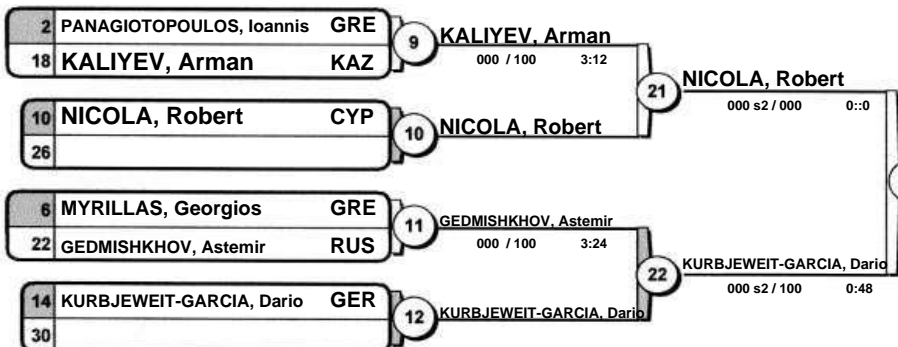 2 PANAGIOTOPOULOS, Ioannis GRE
18 KALIYEV, Arman KAZ
9
KALIYEV, Arman
000 / 100 3:12
10 NICOLA, Robert CYP
26
10
NICOLA, Robert
21
NICOLA, Robert
000 s2 / 000 0::0
6 MYRILLAS, Georgios GRE
22 GEDMISHKHOV, Astemir RUS
11
GEDMISHKHOV, Astemir
000 / 100 3:24
14 KURBJEWEIT-GARCIA, Dario GER
30
12
KURBJEWEIT-GARCIA, Dario
22
KURBJEWEIT-GARCIA, Dario
000 s2 / 100 0:48